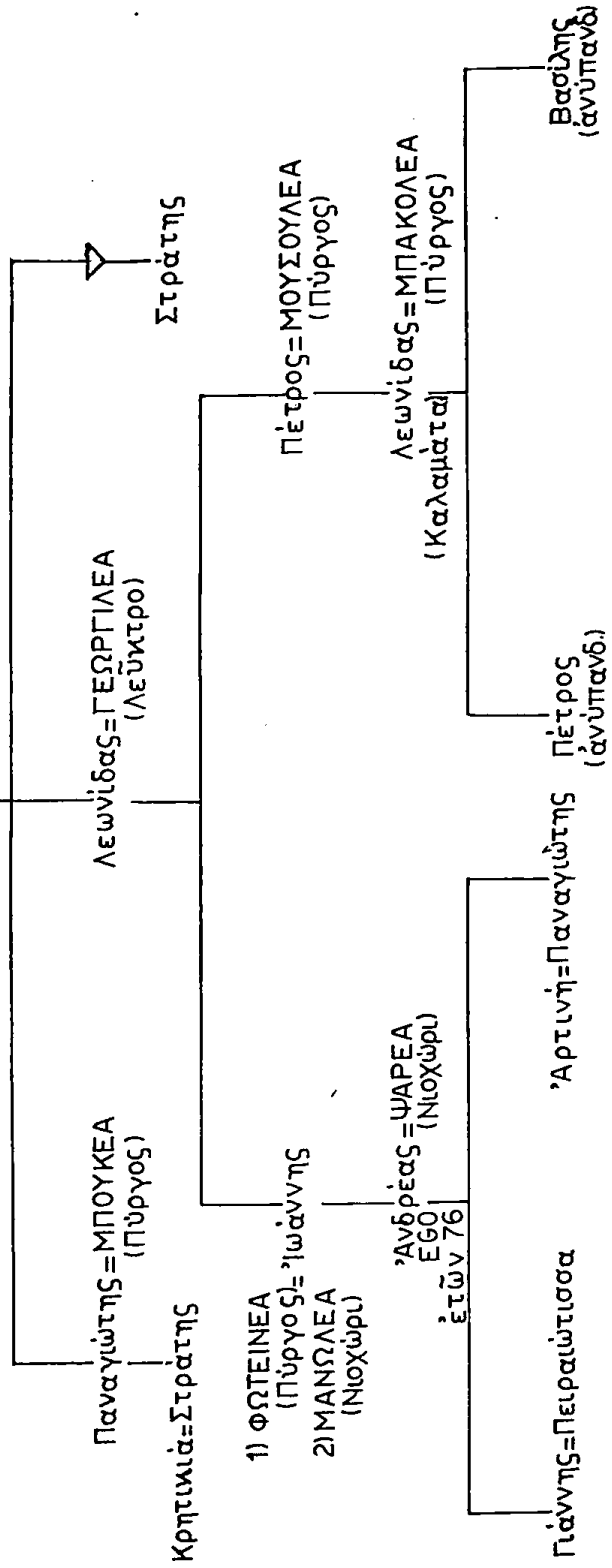 Παναγιώτης=ΜΠΟΥΚΕΑ
(Πύργος)
Κρητικιά=Στράτης
Λεωνίδας=ΓΕΩΡΓΙΛΕΑ
(Λεῦκτρο)
Στράτης
1) ΦΩΤΕΙΝΕΑ
(Πύργος)=Ἰωάννης
2) ΜΑΝΩΛΕΑ
(Νιοχώρι)
Πέτρος=ΜΟΥΣΟΥΛΕΑ
(Πύργος)
Ἀνδρέας=ΨΑΡΕΑ
EGO (Νιοχώρι)
ἐτῶν 76
Λεωνίδας=ΜΠΑΚΟΛΕΑ
(Καλαμάτα) (Πύργος)
Γιάννης=Πειραιώτισσα
Ἀρτινή=Παναγιώτης
Πέτρος
(ἀνύπανδ.)
Βασίλης
(ἀνύπανδ)